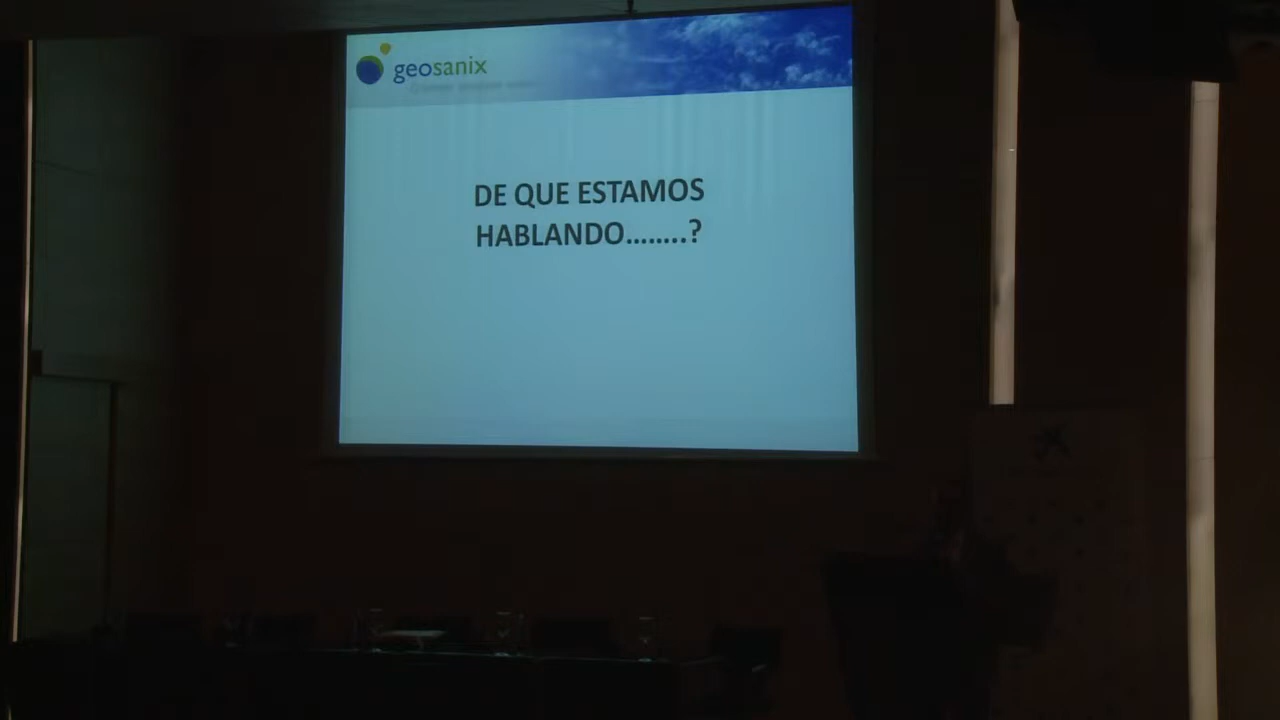 geosanix
DE QUE ESTAMOS
HABLANDO........?